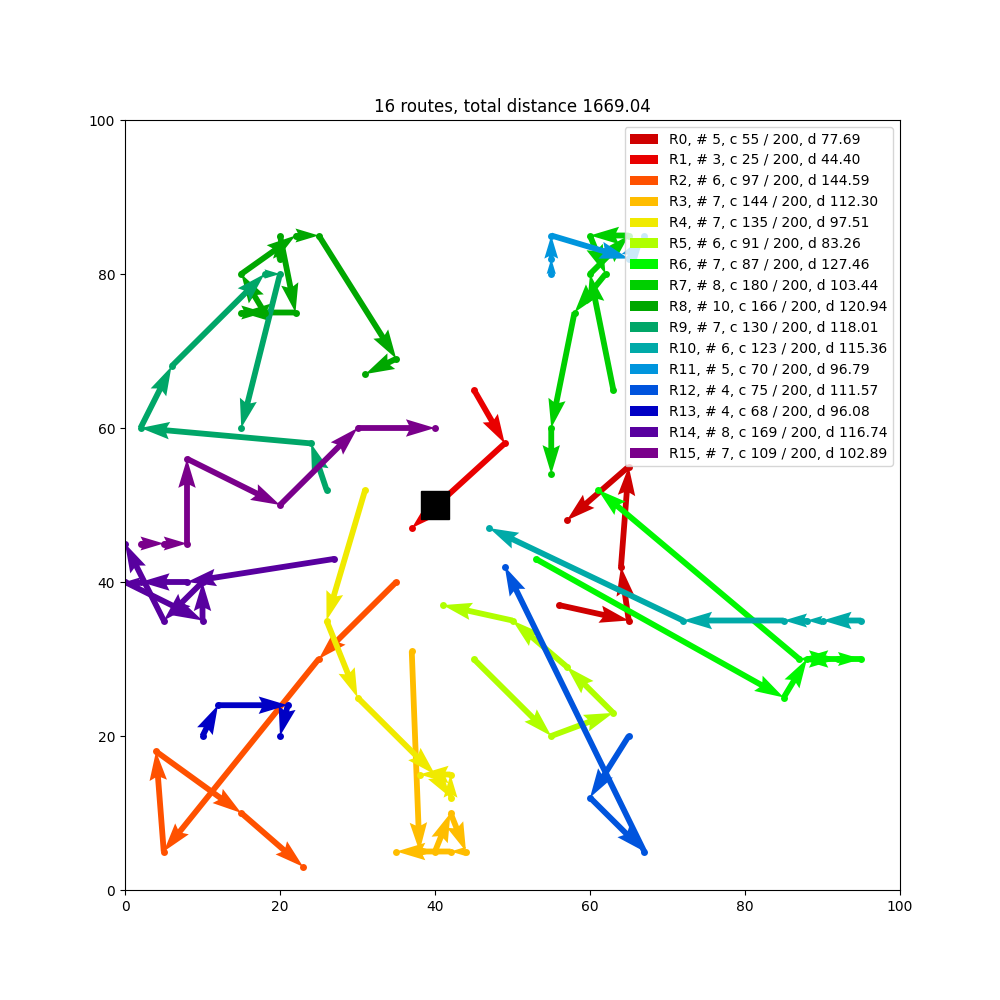 16 routes, total distance 1669.04
R0, # 5, c 55 / 200, d 77.69
R1, # 3, c 25 / 200, d 44.40
R2, # 6, c 97 / 200, d 144.59
R3, # 7, c 144 / 200, d 112.30
R4, # 7, c 135 / 200, d 97.51
R5, # 6, c 91 / 200, d 83.26
R6, # 7, c 87 / 200, d 127.46
R7, # 8, c 180 / 200, d 103.44
R8, # 10, c 166 / 200, d 120.94
R9, # 7, c 130 / 200, d 118.01
R10, # 6, c 123 / 200, d 115.36
R11, # 5, c 70 / 200, d 96.79
R12, # 4, c 75 / 200, d 111.57
R13, # 4, c 68 / 200, d 96.08
R14, # 8, c 169 / 200, d 116.74
R15, # 7, c 109 / 200, d 102.89
100
80
60
40
20
0
0 20 40 60 80 100